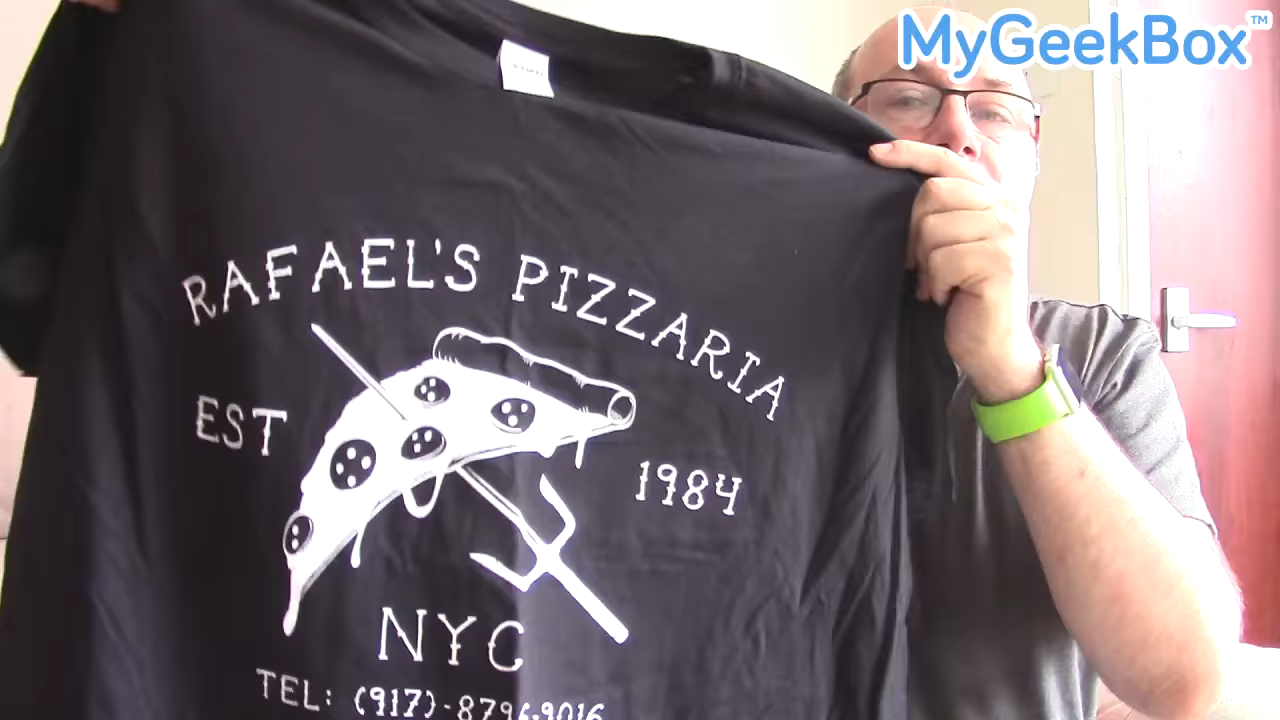 MyGeekBox™
RAFAEL'S PIZZARIA
EST 1984
NYC
TEL: (917)-8796-9016